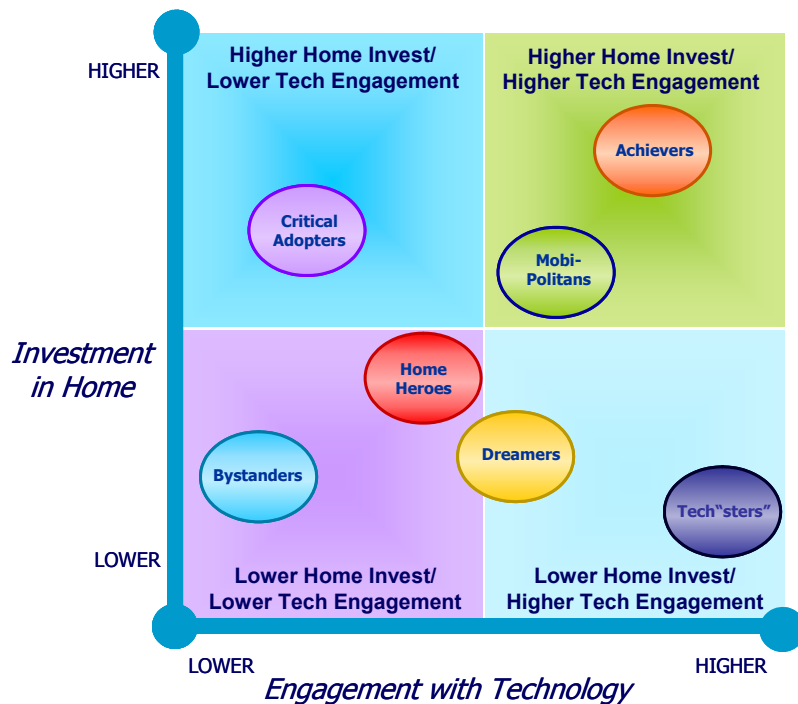 HIGHER
Higher Home Invest/
Lower Tech Engagement
Higher Home Invest/
Higher Tech Engagement
Achievers
Critical
Adopters
Mobi-
Politans
Investment
in Home
Home
Heroes
Dreamers
Bystanders
Tech“sters”
LOWER
Lower Home Invest/
Lower Tech Engagement
Lower Home Invest/
Higher Tech Engagement
LOWER
HIGHER
Engagement with Technology